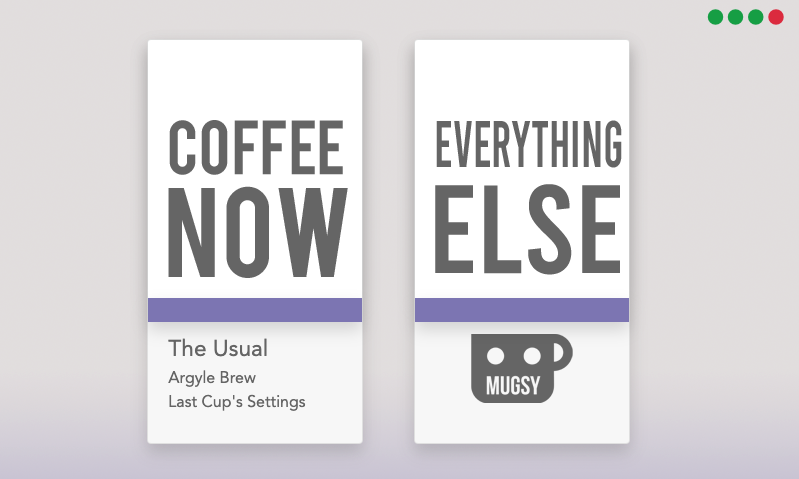 COFFEE
NOW
The Usual
Argyle Brew
Last Cup's Settings
EVERYTHING
ELSE
MUGSY